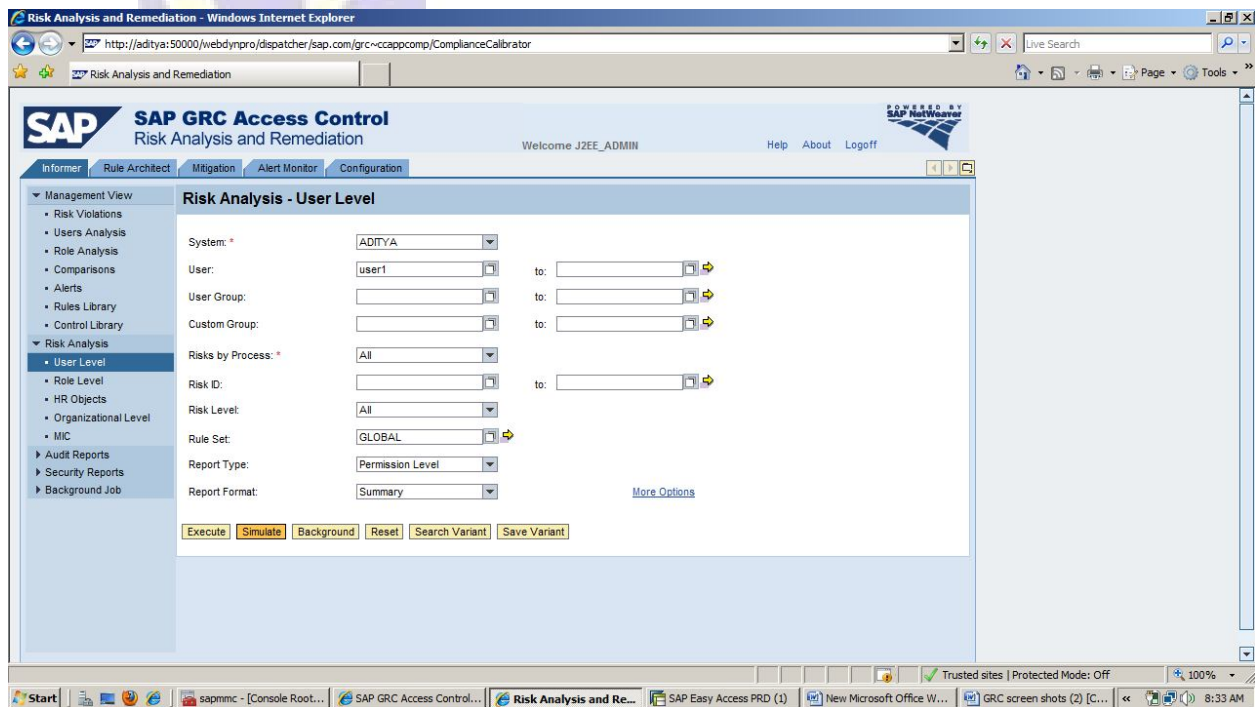 Risk Analysis and Remediation - Windows Internet Explorer
http://aditya:50000/webdynpro/dispatcher/sap.com/grc~ccappcomp/ComplianceCalibrator
Live Search
Risk Analysis and Remediation
Page
Tools
SAP
SAP GRC Access Control
Risk Analysis and Remediation
Welcome J2EE_ADMIN
Help About Logoff
POWERED BY
SAP NetWeaver
Informer Rule Architect Mitigation Alert Monitor Configuration
Management View
Risk Violations
Users Analysis
Role Analysis
Comparisons
Alerts
Rules Library
Control Library
Risk Analysis
User Level
Role Level
HR Objects
Organizational Level
MIC
Audit Reports
Security Reports
Background Job
Risk Analysis - User Level
System: * ADITYA
User: user1 to:
User Group: to:
Custom Group: to:
Risks by Process: * All
Risk ID: to:
Risk Level: All
Rule Set: GLOBAL
Report Type: Permission Level
Report Format: Summary More Options
Execute Simulate Background Reset Search Variant Save Variant
Trusted sites | Protected Mode: Off 100%
Start sapmmc - [Console Root... SAP GRC Access Control... Risk Analysis and Re... SAP Easy Access PRD (1) New Microsoft Office W... GRC screen shots (2) [C... « 8:33 AM